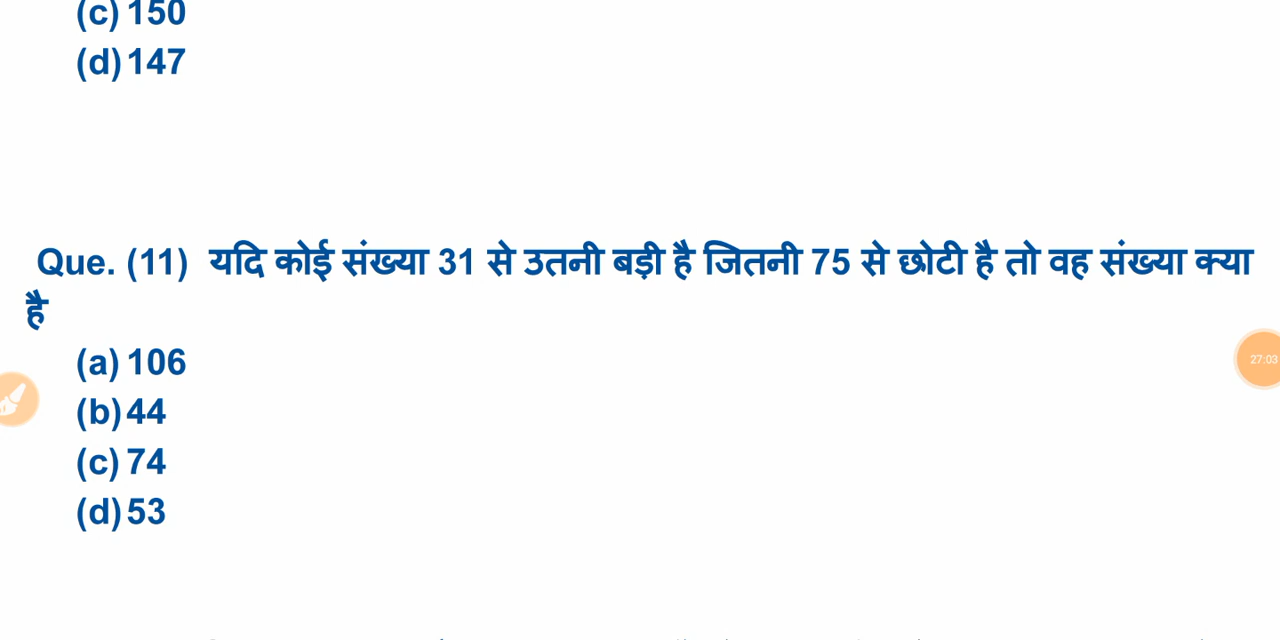 (c) 150
(d) 147
Que. (11) यदि कोई संख्या 31 से उतनी बड़ी है जितनी 75 से छोटी है तो वह संख्या क्या
है
(a) 106
27:03
(b) 44
(c) 74
(d) 53